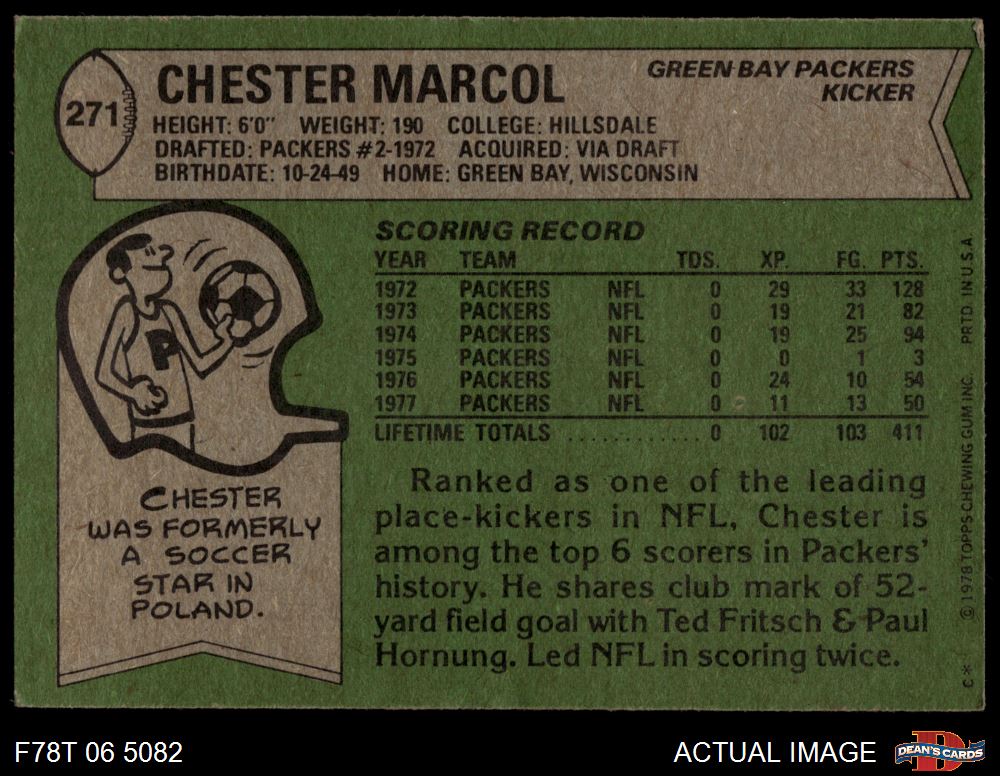 271
CHESTER MARCOL
GREEN BAY PACKERS
KICKER
HEIGHT: 6'0" WEIGHT: 190 COLLEGE: HILLSDALE
DRAFTED: PACKERS #2-1972 ACQUIRED: VIA DRAFT
BIRTHDATE: 10-24-49 HOME: GREEN BAY, WISCONSIN
P
CHESTER
WAS FORMERLY
A SOCCER
STAR IN
POLAND.
SCORING RECORD
YEAR TEAM TDS. XP. FG. PTS.
1972 PACKERS NFL 0 29 33 128
1973 PACKERS NFL 0 19 21 82
1974 PACKERS NFL 0 19 25 94
1975 PACKERS NFL 0 0 1 3
1976 PACKERS NFL 0 24 10 54
1977 PACKERS NFL 0 11 13 50
LIFETIME TOTALS ............ 0 102 103 411
Ranked as one of the leading
place-kickers in NFL, Chester is
among the top 6 scorers in Packers'
history. He shares club mark of 52-
yard field goal with Ted Fritsch & Paul
Hornung. Led NFL in scoring twice.
C* © 1978 TOPPS CHEWING GUM INC. PRTD IN U.S.A
F78T 06 5082
ACTUAL IMAGE
D
DEAN'S CARDS